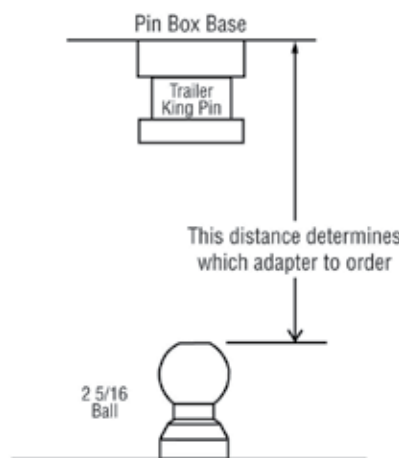 Pin Box Base
Trailer
King Pin
This distance determines
which adapter to order
2 5/16
Ball